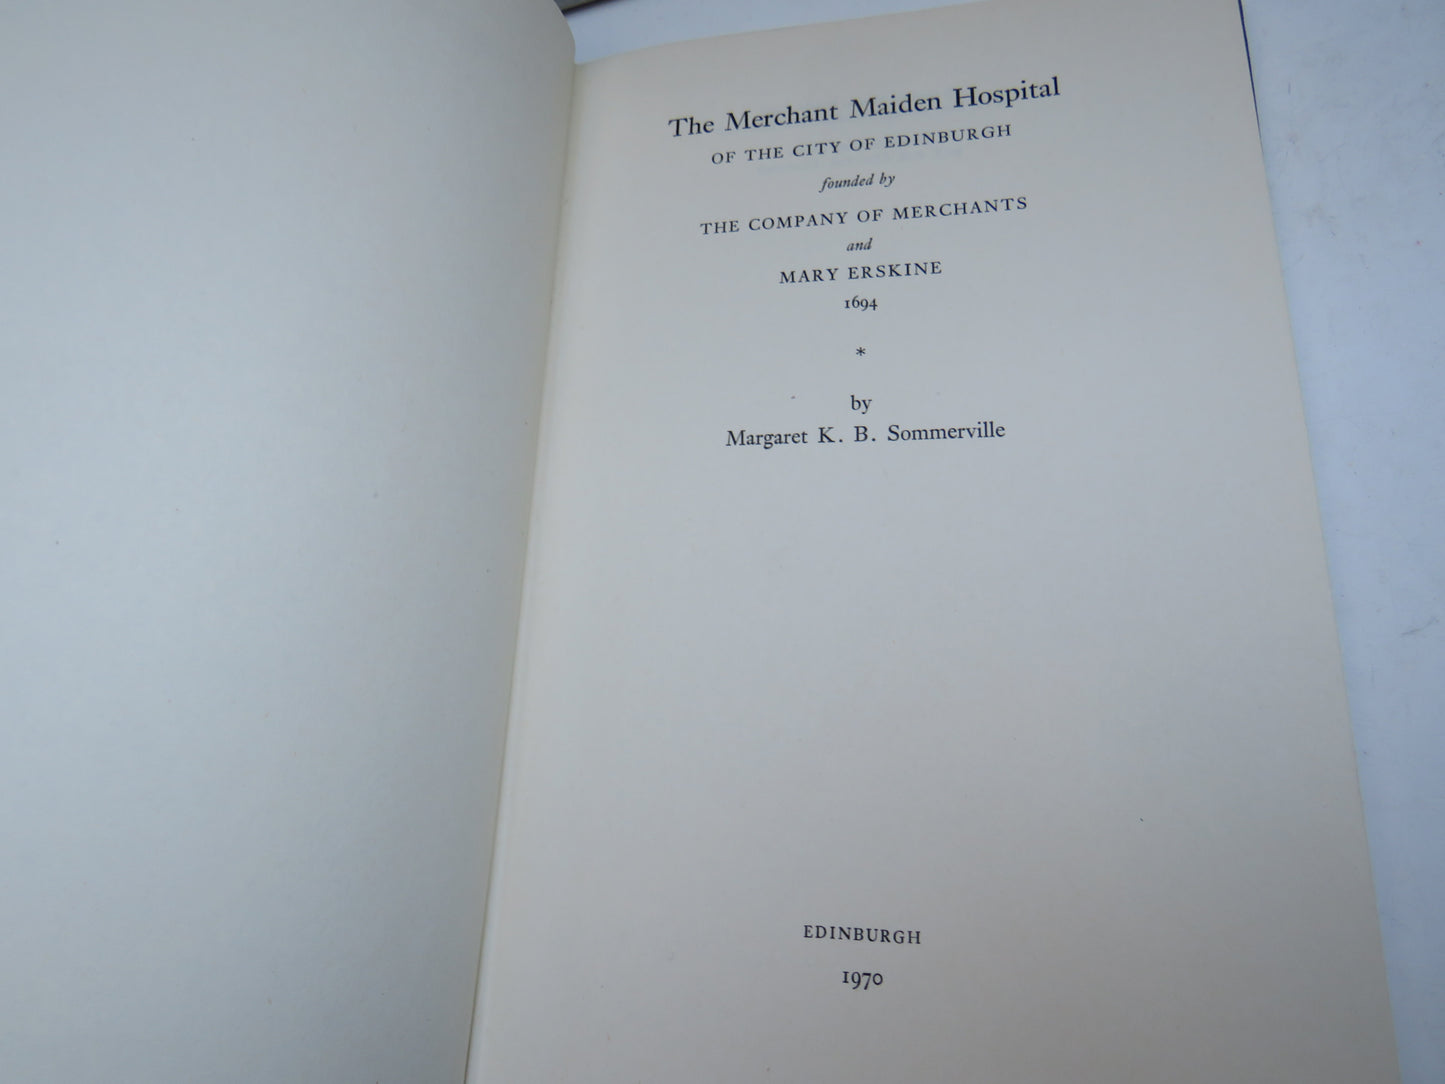 The Merchant Maiden Hospital
OF THE CITY OF EDINBURGH
founded by
THE COMPANY OF MERCHANTS
and
MARY ERSKINE
1694
*
by
Margaret K. B. Sommerville
EDINBURGH
1970